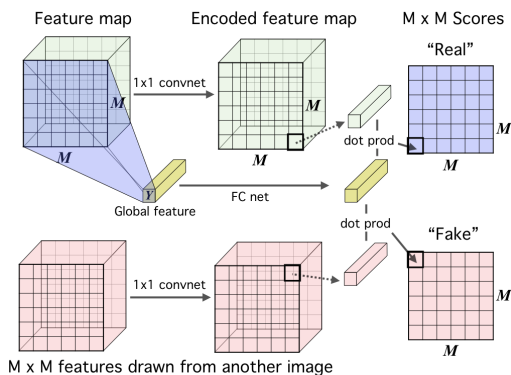 Feature map
Encoded feature map
M x M Scores
1x1 convnet
"Real"
M
M
M
M
dot prod
M
M
Y
Global feature
FC net
dot prod
"Fake"
1x1 convnet
M
M
M x M features drawn from another image